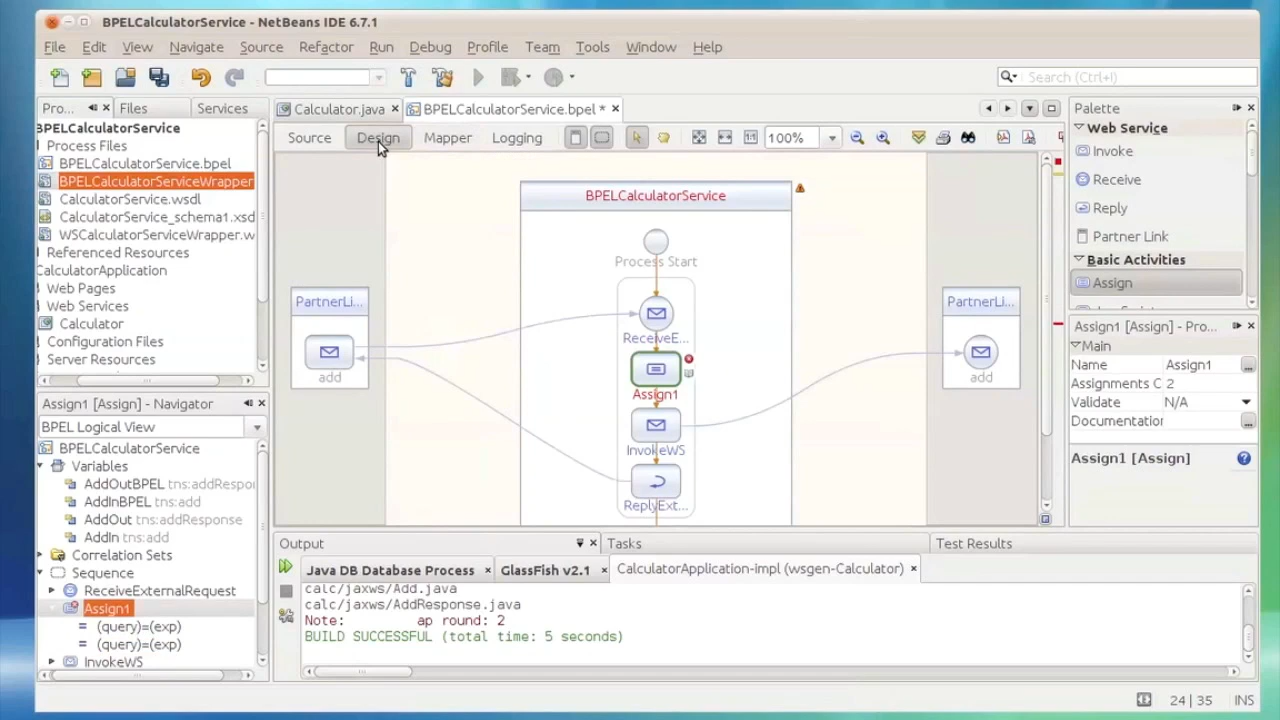 BPELCalculatorService - NetBeans IDE 6.7.1
File Edit View Navigate Source Refactor Run Debug Profile Team Tools Window Help
Search (Ctrl+I)
Pro... Files Services
BPELCalculatorService
Process Files
BPELCalculatorService.bpel
BPELCalculatorServiceWrapper
CalculatorService.wsdl
CalculatorService_schema1.xsd
WSCalculatorServiceWrapper.w
Referenced Resources
CalculatorApplication
Web Pages
Web Services
Calculator
Configuration Files
Server Resources
Assign1 [Assign] - Navigator
BPEL Logical View
BPELCalculatorService
Variables
AddOutBPEL tns:addRespo
AddInBPEL tns:add
AddOut tns:addResponse
AddIn tns:add
Correlation Sets
Sequence
ReceiveExternalRequest
Assign1
= (query)=(exp)
= (query)=(exp)
InvokeWS
Calculator.java BPELCalculatorService.bpel *
Source Design Mapper Logging 100%
BPELCalculatorService
Process Start
PartnerLi...
add
ReceiveE...
Assign1
InvokeWS
ReplyExt...
PartnerLi...
add
Output Tasks Test Results
Java DB Database Process GlassFish v2.1 CalculatorApplication-impl (wsgen-Calculator)
calc/jaxws/Add.java
calc/jaxws/AddResponse.java
Note: ap round: 2
BUILD SUCCESSFUL (total time: 5 seconds)
Palette
Web Service
Invoke
Receive
Reply
Partner Link
Basic Activities
Assign
Assign1 [Assign] - Pro...
Main
Name Assign1
Assignments C 2
Validate N/A
Documentation
Assign1 [Assign]
24 | 35 INS